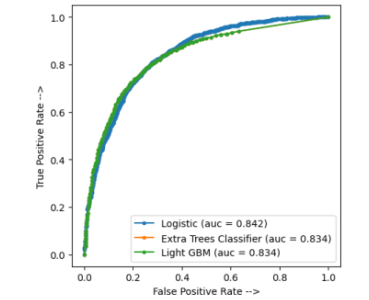 1.0
0.8
0.6
0.4
0.2
0.0
True Positive Rate -->
Logistic (auc = 0.842)
Extra Trees Classifier (auc = 0.834)
Light GBM (auc = 0.834)
0.0 0.2 0.4 0.6 0.8 1.0
False Positive Rate -->